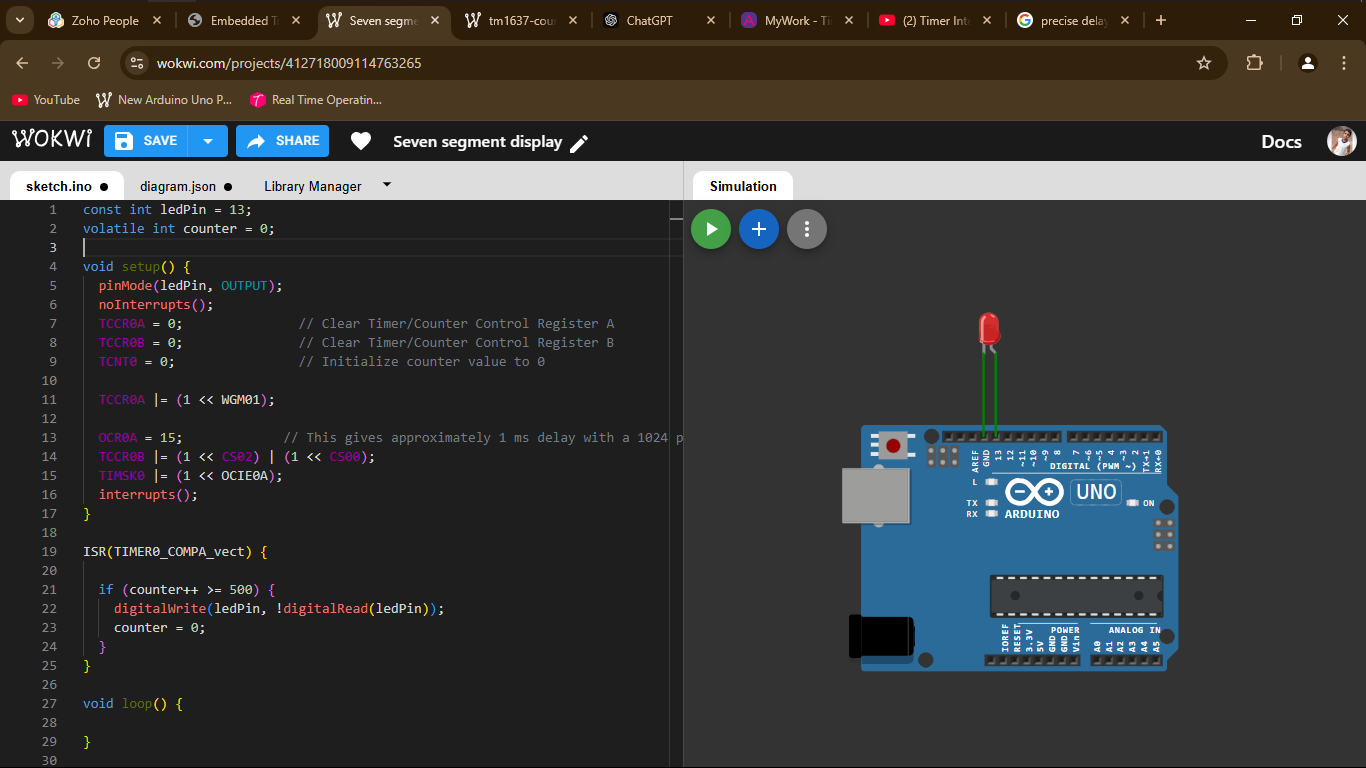 Zoho People
Embedded T
Seven segme
tm1637-cou
ChatGPT
MyWork - Ti
(2) Timer Inte
precise delay
wokwi.com/projects/412718009114763265
YouTube
New Arduino Uno P...
Real Time Operatin...
WOKWI
SAVE
SHARE
Seven segment display
Docs
sketch.ino
diagram.json
Library Manager
Simulation
1 const int ledPin = 13;
2 volatile int counter = 0;
3
4 void setup() {
5 pinMode(ledPin, OUTPUT);
6 noInterrupts();
7 TCCR0A = 0; // Clear Timer/Counter Control Register A
8 TCCR0B = 0; // Clear Timer/Counter Control Register B
9 TCNT0 = 0; // Initialize counter value to 0
10
11 TCCR0A |= (1 << WGM01);
12
13 OCR0A = 15; // This gives approximately 1 ms delay with a 1024 p
14 TCCR0B |= (1 << CS02) | (1 << CS00);
15 TIMSK0 |= (1 << OCIE0A);
16 interrupts();
17 }
18
19 ISR(TIMER0_COMPA_vect) {
20
21 if (counter++ >= 500) {
22 digitalWrite(ledPin, !digitalRead(ledPin));
23 counter = 0;
24 }
25 }
26
27 void loop() {
28
29 }
30
AREF
GND
13
12
~11
~10
~9
8
7
~6
~5
4
~3
2
TX→1
RX←0
DIGITAL (PWM ~)
L
TX
RX
ARDUINO
UNO
ON
IOREF
RESET
3.3V
5V
GND
GND
Vin
POWER
ANALOG IN
A0
A1
A2
A3
A4
A5